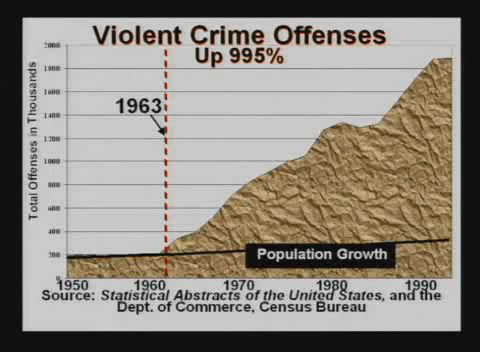 Violent Crime Offenses
Up 995%
Total Offenses in Thousands
2000
1800
1600
1400
1200
1000
800
600
400
200
0
1963
Population Growth
1950 1960 1970 1980 1990
Source: Statistical Abstracts of the United States, and the
Dept. of Commerce, Census Bureau